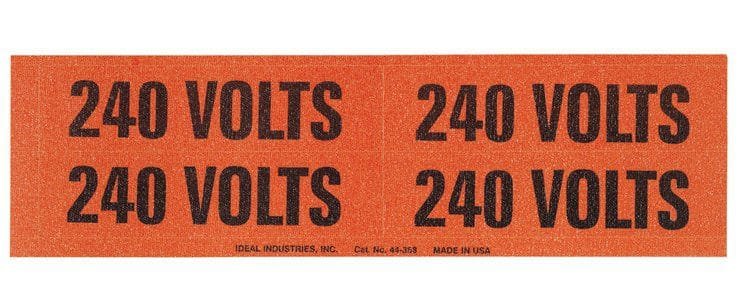 240 VOLTS 240 VOLTS
240 VOLTS 240 VOLTS
IDEAL INDUSTRIES, INC. Cat. No. 44-358 MADE IN USA